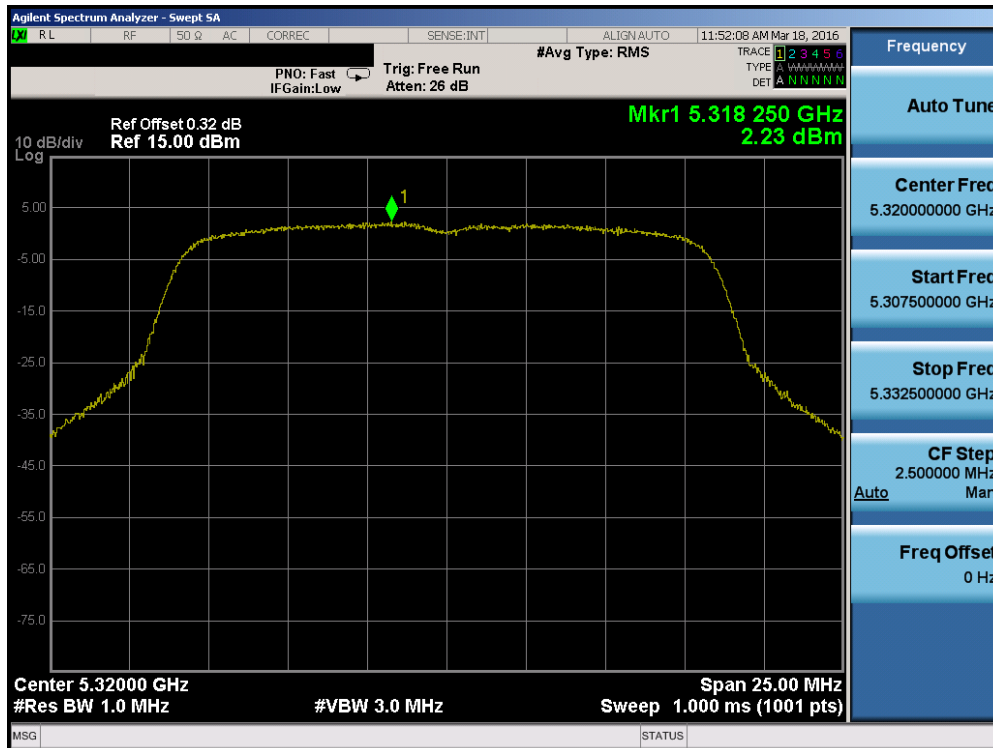 Agilent Spectrum Analyzer - Swept SA
LXI RL RF 50 Ω AC CORREC SENSE:INT ALIGN AUTO 11:52:08 AM Mar 18, 2016
#Avg Type: RMS TRACE 1 2 3 4 5 6
PNO: Fast Trig: Free Run TYPE A WWWWW
IFGain:Low Atten: 26 dB DET A N N N N N
Mkr1 5.318 250 GHz
2.23 dBm
Ref Offset 0.32 dB
10 dB/div Ref 15.00 dBm
Log
1
5.00
-5.00
-15.0
-25.0
-35.0
-45.0
-55.0
-65.0
-75.0
Center 5.32000 GHz Span 25.00 MHz
#Res BW 1.0 MHz #VBW 3.0 MHz Sweep 1.000 ms (1001 pts)
MSG STATUS
Frequency
Auto Tune
Center Freq
5.320000000 GHz
Start Freq
5.307500000 GHz
Stop Freq
5.332500000 GHz
CF Step
2.500000 MHz
Auto Man
Freq Offset
0 Hz